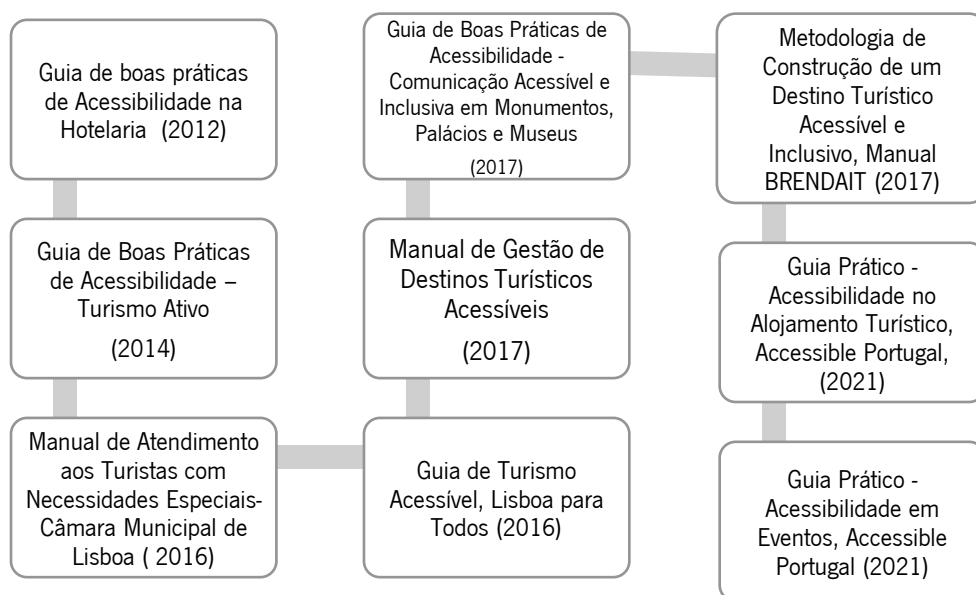 Guia de boas práticas
de Acessibilidade na
Hotelaria (2012)
Guia de Boas Práticas
de Acessibilidade –
Turismo Ativo
(2014)
Manual de Atendimento
aos Turistas com
Necessidades Especiais-
Câmara Municipal de
Lisboa ( 2016)
Guia de Turismo
Acessível, Lisboa para
Todos (2016)
Manual de Gestão de
Destinos Turísticos
Acessíveis
(2017)
Guia de Boas Práticas de
Acessibilidade -
Comunicação Acessível e
Inclusiva em Monumentos,
Palácios e Museus
(2017)
Metodologia de
Construção de um
Destino Turístico
Acessível e
Inclusivo, Manual
BRENDAIT (2017)
Guia Prático -
Acessibilidade no
Alojamento Turístico,
Accessible Portugal,
(2021)
Guia Prático -
Acessibilidade em
Eventos, Accessible
Portugal (2021)